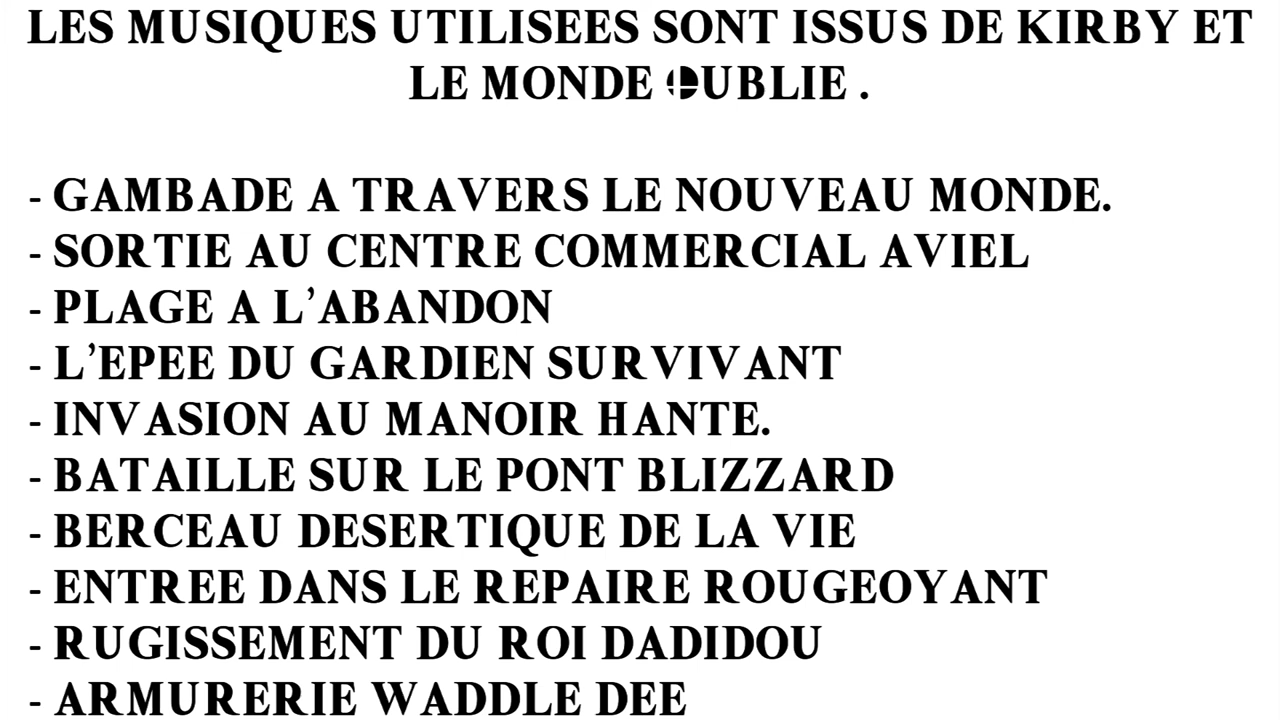 LES MUSIQUES UTILISEES SONT ISSUS DE KIRBY ET
LE MONDE OUBLIE .
- GAMBADE A TRAVERS LE NOUVEAU MONDE.
- SORTIE AU CENTRE COMMERCIAL AVIEL
- PLAGE A L'ABANDON
- L'EPEE DU GARDIEN SURVIVANT
- INVASION AU MANOIR HANTE.
- BATAILLE SUR LE PONT BLIZZARD
- BERCEAU DESERTIQUE DE LA VIE
- ENTREE DANS LE REPAIRE ROUGEOYANT
- RUGISSEMENT DU ROI DADIDOU
- ARMURERIE WADDLE DEE